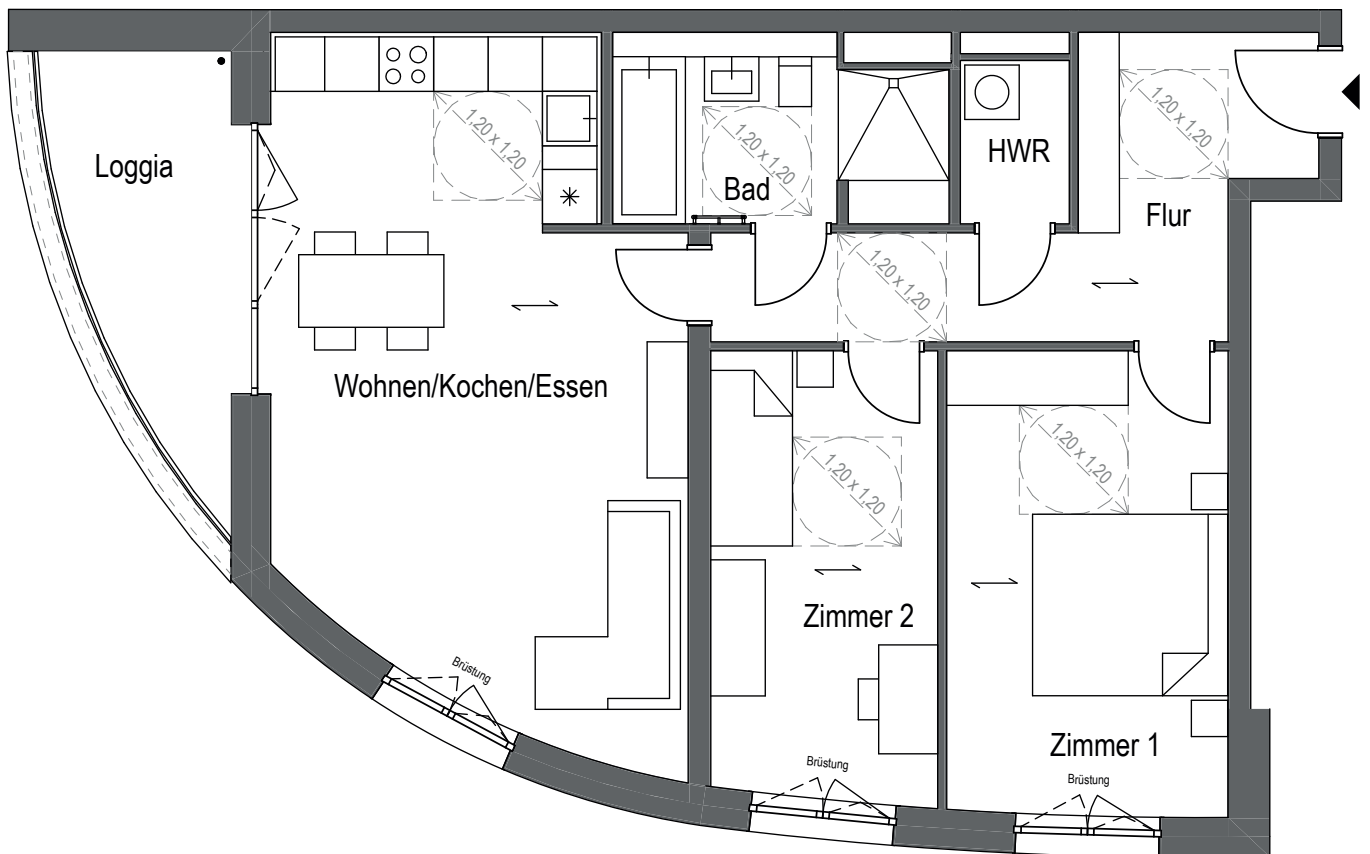 1,20 x 1,20
1,20 x 1,20
1,20 x 1,20
Loggia
HWR
Bad
Flur
1,20 x 1,20
Wohnen/Kochen/Essen
1,20 x 1,20
1,20 x 1,20
Zimmer 2
Brüstung
Zimmer 1
Brüstung
Brüstung